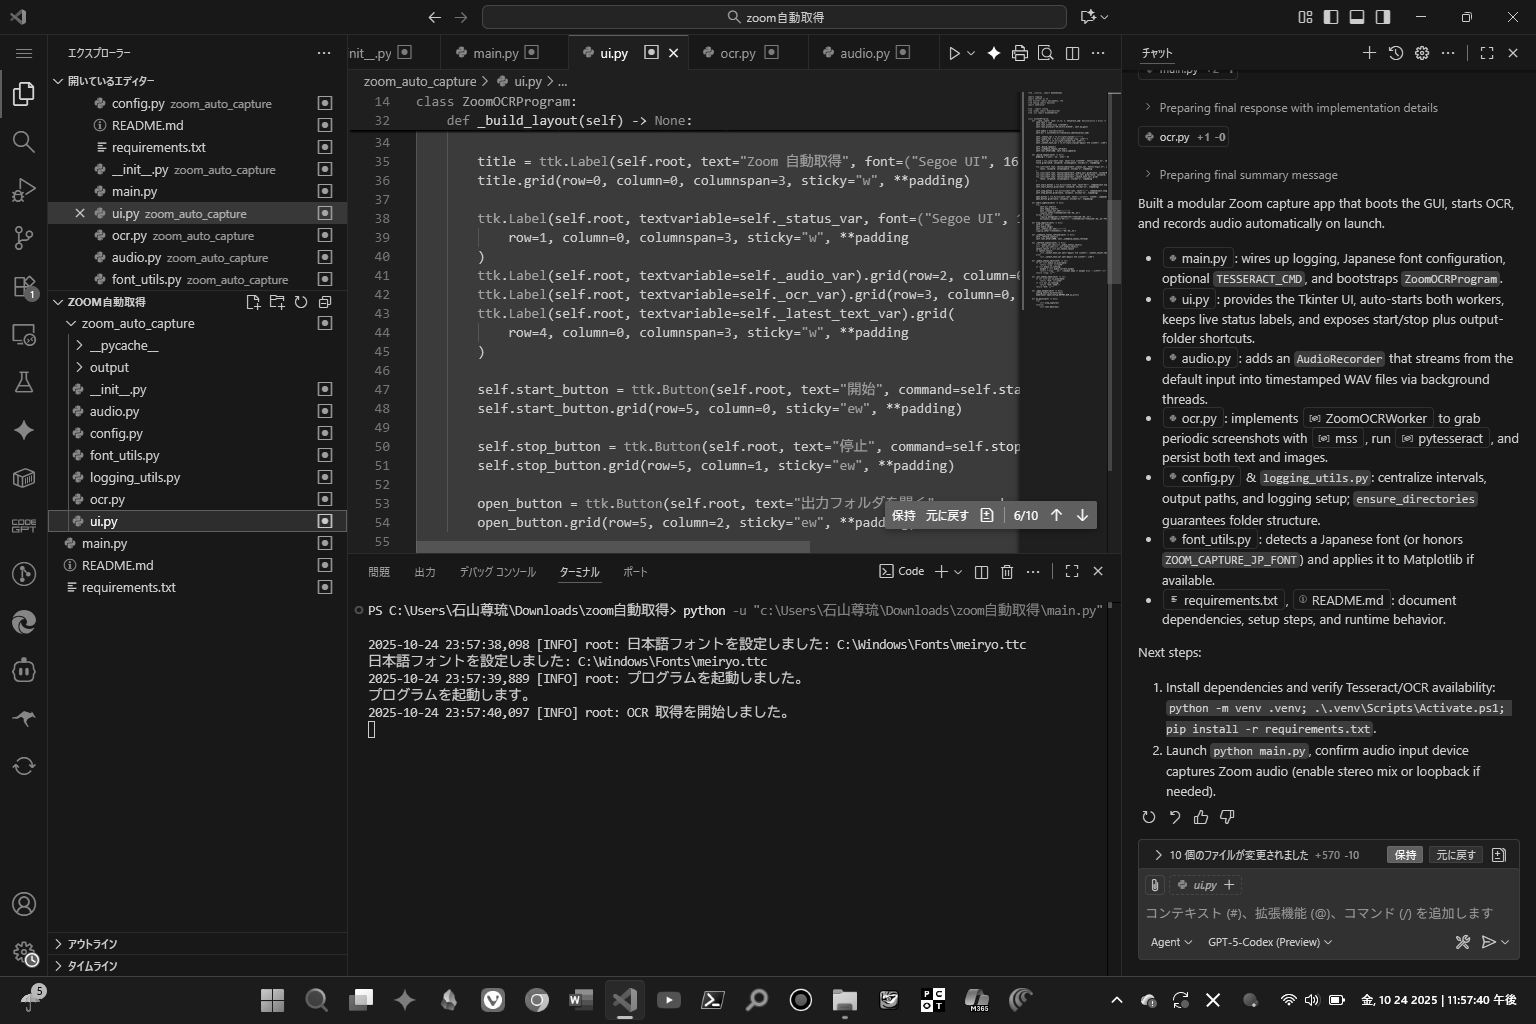 zoom自動取得
エクスプローラー
開いているエディター
config.py zoom_auto_capture
README.md
requirements.txt
__init__.py zoom_auto_capture
main.py
ui.py zoom_auto_capture
ocr.py zoom_auto_capture
audio.py zoom_auto_capture
font_utils.py zoom_auto_capture
1
ZOOM自動取得
zoom_auto_capture
__pycache__
output
__init__.py
audio.py
config.py
font_utils.py
logging_utils.py
ocr.py
ui.py
main.py
README.md
requirements.txt
CODE GPT
アウトライン
タイムライン
init__.py
main.py
ui.py
ocr.py
audio.py
zoom_auto_capture > ui.py > ...
14 class ZoomOCRProgram:
32 def _build_layout(self) -> None:
34
35 title = ttk.Label(self.root, text="Zoom 自動取得", font=("Segoe UI", 16
36 title.grid(row=0, column=0, columnspan=3, sticky="w", **padding)
37
38 ttk.Label(self.root, textvariable=self._status_var, font=("Segoe UI",
39 row=1, column=0, columnspan=3, sticky="w", **padding
40 )
41 ttk.Label(self.root, textvariable=self._audio_var).grid(row=2, column=
42 ttk.Label(self.root, textvariable=self._ocr_var).grid(row=3, column=0,
43 ttk.Label(self.root, textvariable=self._latest_text_var).grid(
44 row=4, column=0, columnspan=3, sticky="w", **padding
45 )
46
47 self.start_button = ttk.Button(self.root, text="開始", command=self.sta
48 self.start_button.grid(row=5, column=0, sticky="ew", **padding)
49
50 self.stop_button = ttk.Button(self.root, text="停止", command=self.stop
51 self.stop_button.grid(row=5, column=1, sticky="ew", **padding)
52
53 open_button = ttk.Button(self.root, text="出力フォルダを開く"
54 open_button.grid(row=5, column=2, sticky="ew", **padd
55
保持 元に戻す 6/10
問題 出力 デバッグ コンソール ターミナル ポート
Code
PS C:\Users\石山尊琉\Downloads\zoom自動取得> python -u "c:\Users\石山尊琉\Downloads\zoom自動取得\main.py"
2025-10-24 23:57:38,098 [INFO] root: 日本語フォントを設定しました: C:\Windows\Fonts\meiryo.ttc
日本語フォントを設定しました: C:\Windows\Fonts\meiryo.ttc
2025-10-24 23:57:39,889 [INFO] root: プログラムを起動しました。
プログラムを起動します。
2025-10-24 23:57:40,097 [INFO] root: OCR 取得を開始しました。
チャット
main.py +2 -1
Preparing final response with implementation details
ocr.py +1 -0
Preparing final summary message
Built a modular Zoom capture app that boots the GUI, starts OCR,
and records audio automatically on launch.
• main.py: wires up logging, Japanese font configuration,
optional TESSERACT_CMD, and bootstraps ZoomOCRProgram.
• ui.py: provides the Tkinter UI, auto-starts both workers,
keeps live status labels, and exposes start/stop plus output-
folder shortcuts.
• audio.py: adds an AudioRecorder that streams from the
default input into timestamped WAV files via background
threads.
• ocr.py: implements ZoomOCRWorker to grab
periodic screenshots with mss, run pytesseract, and
persist both text and images.
• config.py & logging_utils.py: centralize intervals,
output paths, and logging setup; ensure_directories
guarantees folder structure.
• font_utils.py: detects a Japanese font (or honors
ZOOM_CAPTURE_JP_FONT) and applies it to Matplotlib if
available.
• requirements.txt, README.md: document
dependencies, setup steps, and runtime behavior.
Next steps:
1. Install dependencies and verify Tesseract/OCR availability:
python -m venv .venv; .\.venv\Scripts\Activate.ps1;
pip install -r requirements.txt.
2. Launch python main.py, confirm audio input device
captures Zoom audio (enable stereo mix or loopback if
needed).
10 個のファイルが変更されました +570 -10 保持 元に戻す
ui.py
コンテキスト (#)、拡張機能 (@)、コマンド (/) を追加します
Agent GPT-5-Codex (Preview)
5
W
PCOT
M365
金, 10 24 2025 | 11:57:40 午後